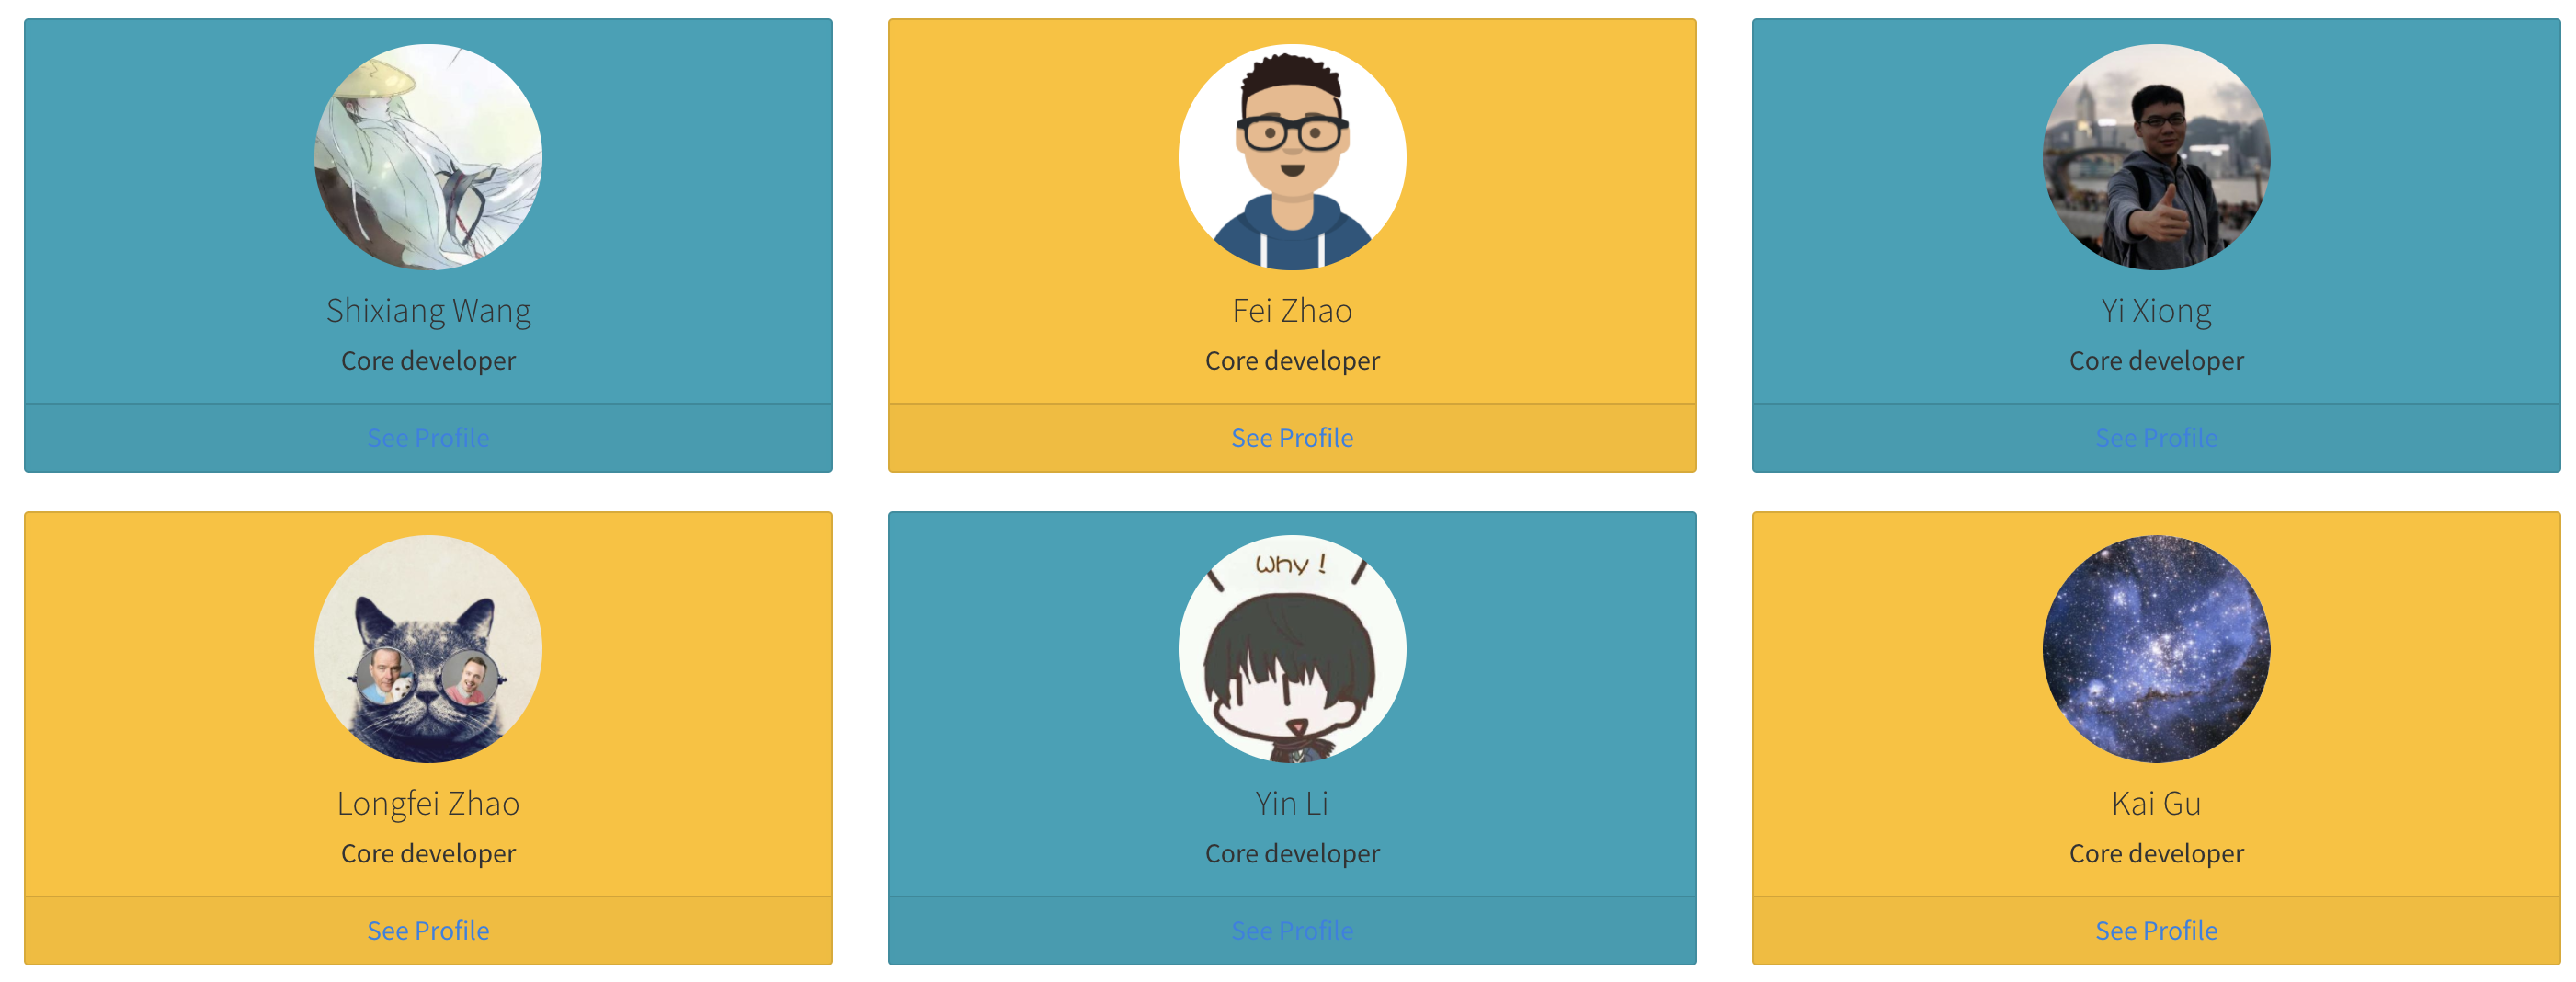 Shixiang Wang
Core developer
See Profile
Fei Zhao
Core developer
See Profile
Yi Xiong
Core developer
See Profile
Longfei Zhao
Core developer
See Profile
Why !
Yin Li
Core developer
See Profile
Kai Gu
Core developer
See Profile